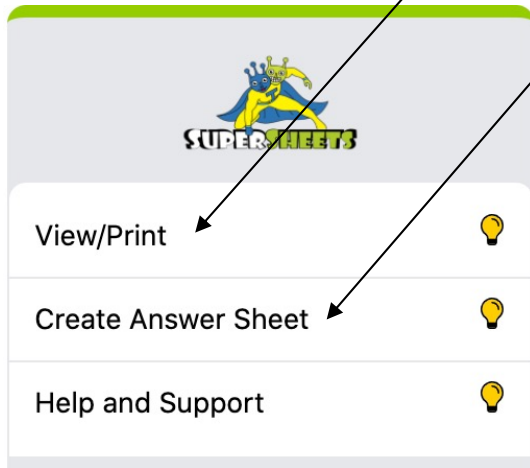 SUPERSHEETS
View/Print
Create Answer Sheet
Help and Support